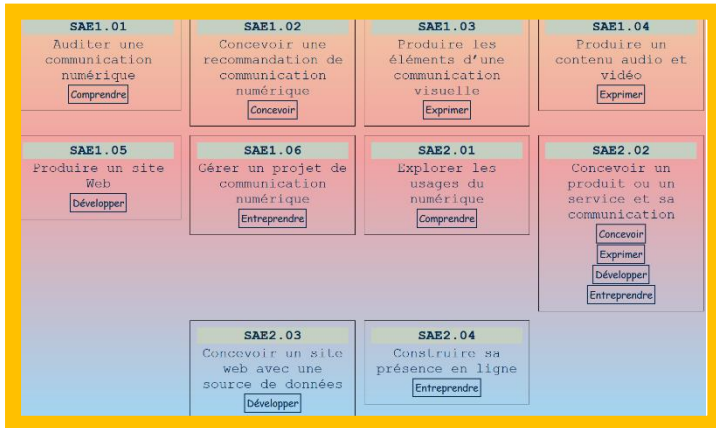 SAE1.01
Auditer une
communication
numérique
Comprendre
SAE1.02
Concevoir une
recommandation de
communication
numérique
Concevoir
SAE1.03
Produire les
éléments d'une
communication
visuelle
Exprimer
SAE1.04
Produire un
contenu audio et
vidéo
Exprimer
SAE1.05
Produire un site
Web
Développer
SAE1.06
Gérer un projet de
communication
numérique
Entreprendre
SAE2.01
Explorer les
usages du
numérique
Comprendre
SAE2.02
Concevoir un
produit ou un
service et sa
communication
Concevoir
Exprimer
Développer
Entreprendre
SAE2.03
Concevoir un site
web avec une
source de données
Développer
SAE2.04
Construire sa
présence en ligne
Entreprendre